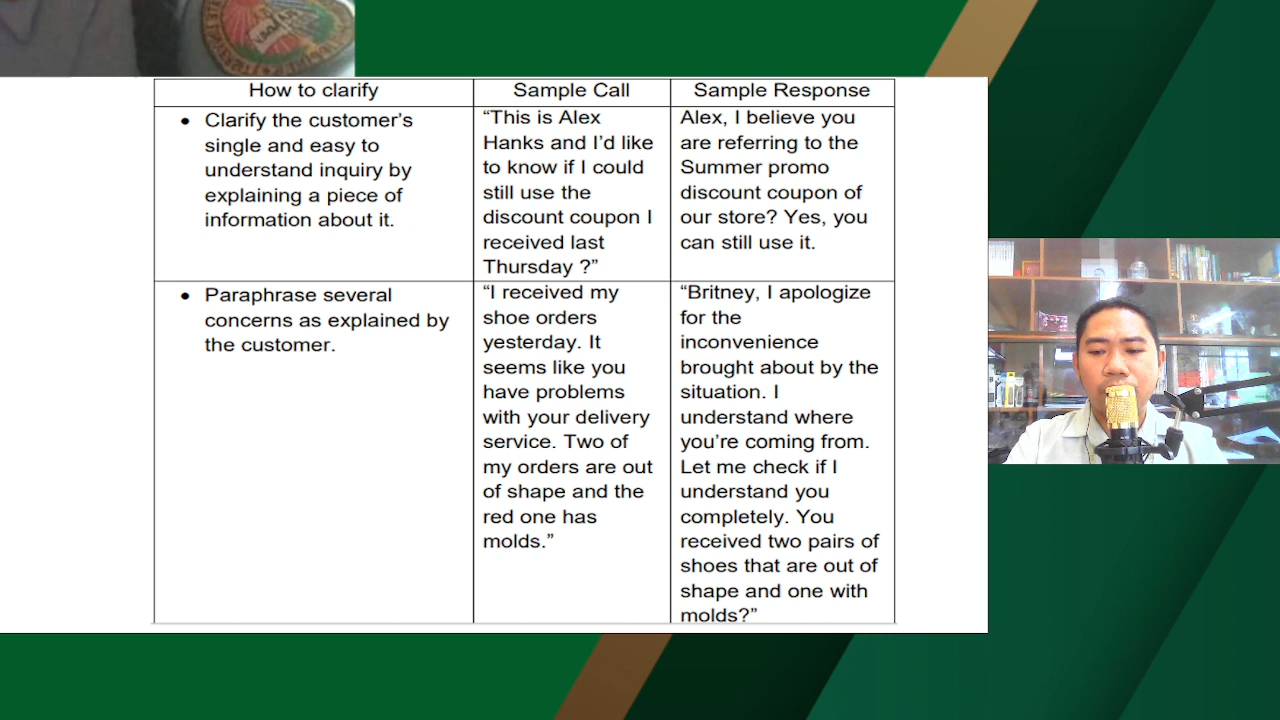 How to clarify
Sample Call
Sample Response
• Clarify the customer’s
single and easy to
understand inquiry by
explaining a piece of
information about it.
“This is Alex
Hanks and I’d like
to know if I could
still use the
discount coupon I
received last
Thursday ?”
Alex, I believe you
are referring to the
Summer promo
discount coupon of
our store? Yes, you
can still use it.
• Paraphrase several
concerns as explained by
the customer.
“I received my
shoe orders
yesterday. It
seems like you
have problems
with your delivery
service. Two of
my orders are out
of shape and the
red one has
molds.”
“Britney, I apologize
for the
inconvenience
brought about by the
situation. I
understand where
you’re coming from.
Let me check if I
understand you
completely. You
received two pairs of
shoes that are out of
shape and one with
molds?”